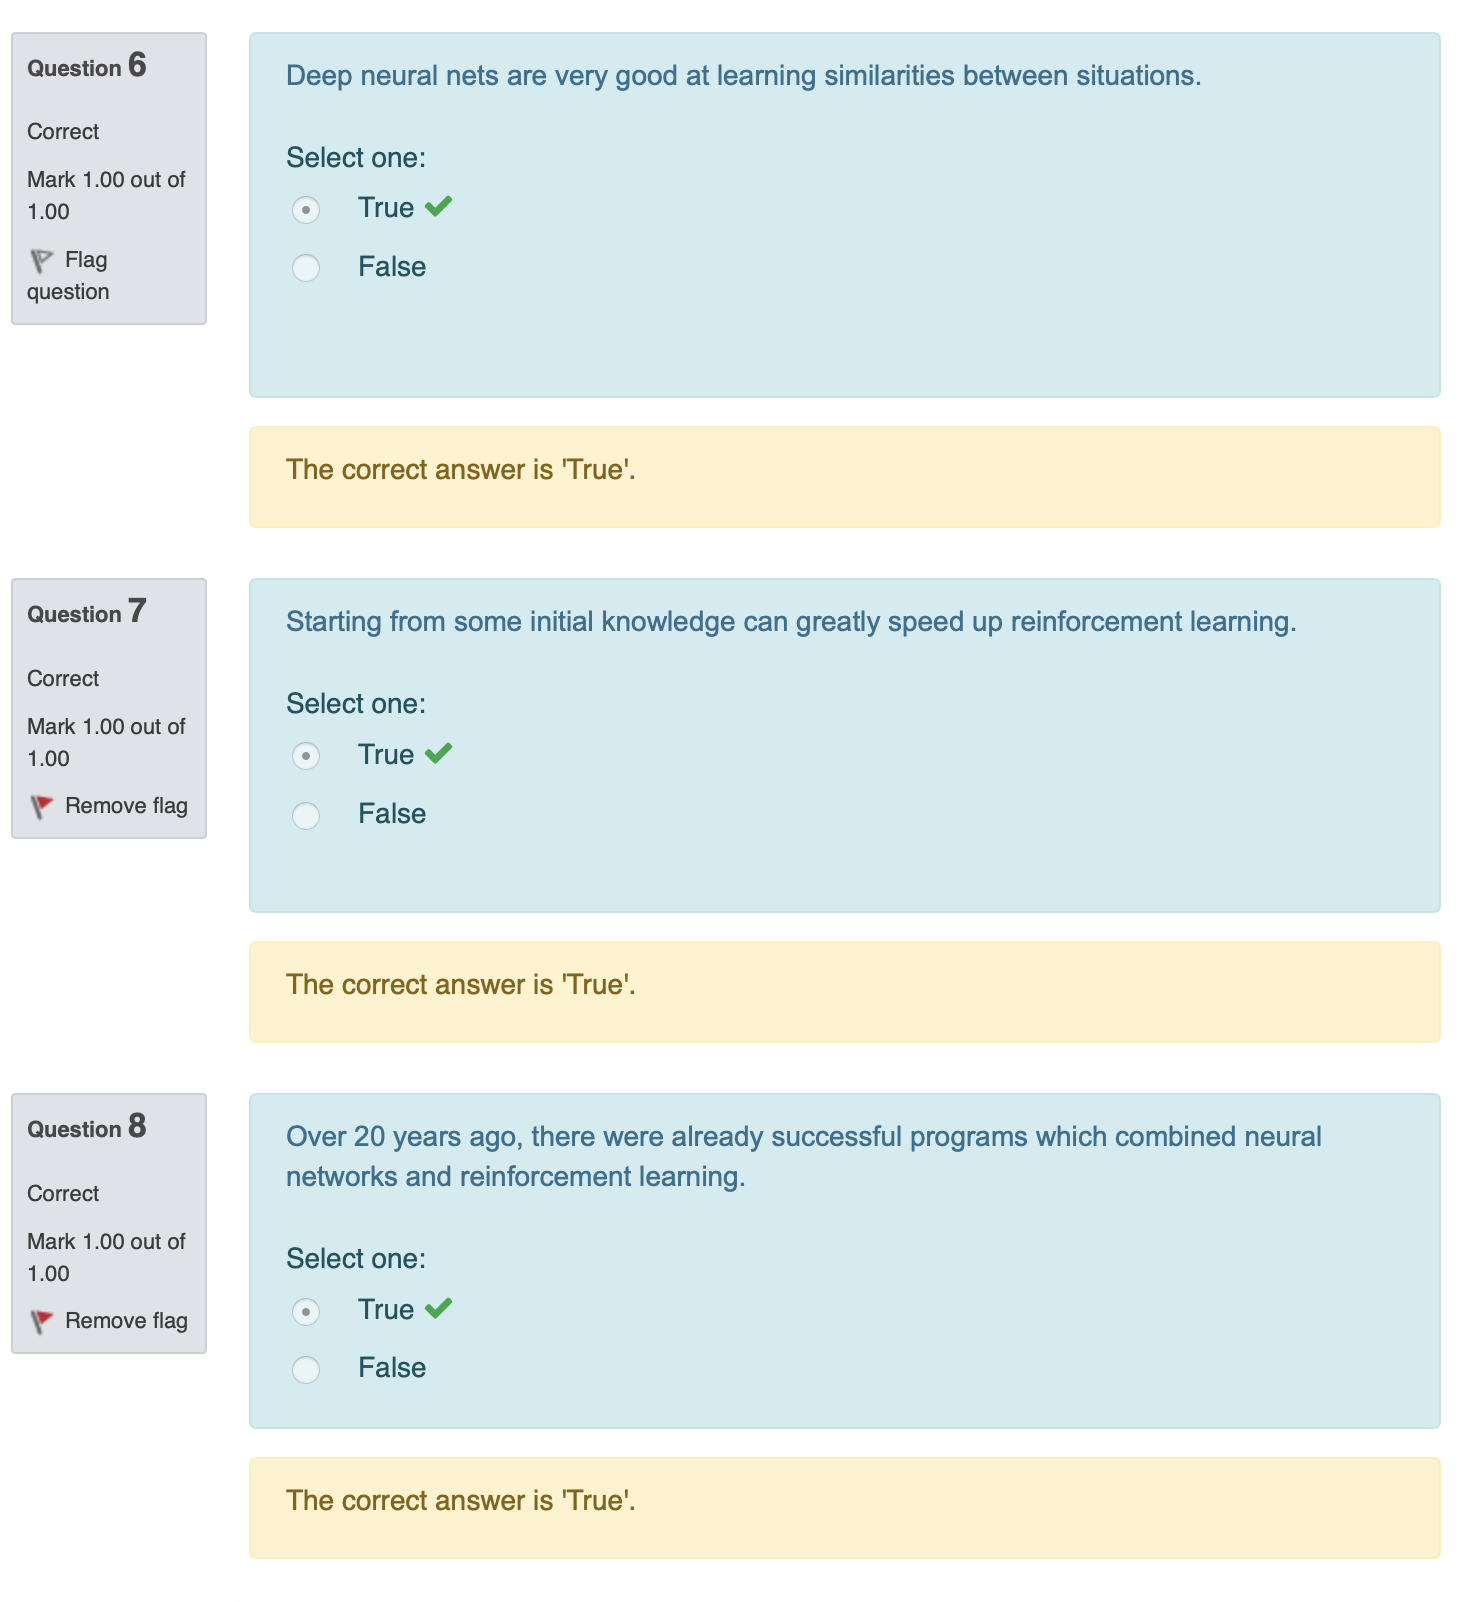 Question 6
Correct
Mark 1.00 out of
1.00
Flag
question
Deep neural nets are very good at learning similarities between situations.
Select one:
True
False
The correct answer is 'True'.
Question 7
Correct
Mark 1.00 out of
1.00
Remove flag
Starting from some initial knowledge can greatly speed up reinforcement learning.
Select one:
True
False
The correct answer is 'True'.
Question 8
Correct
Mark 1.00 out of
1.00
Remove flag
Over 20 years ago, there were already successful programs which combined neural
networks and reinforcement learning.
Select one:
True
False
The correct answer is 'True'.